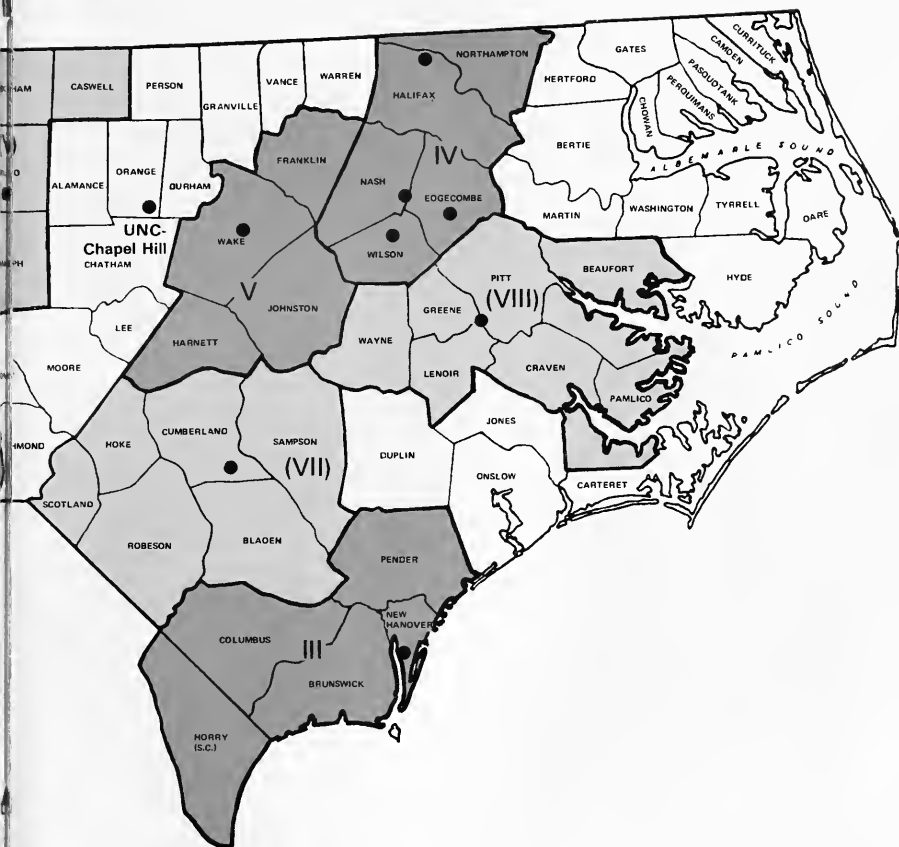 CURRITUCK
CAMDEN
PASQUOTANK
PERQUIMANS
CHOWAN
GATES
HERTFORD
NORTHAMPTON
HALIFAX
WARREN
VANCE
GRANVILLE
PERSON
CASWELL
HAM
BERTIE
ALBEMARLE SOUND
IV
NASH
EDGECOMBE
FRANKLIN
ALAMANCE
ORANGE
DURHAM
MARTIN
WASHINGTON
TYRRELL
DARE
UNC-
Chapel Hill
CHATHAM
WAKE
WILSON
PITT
(VIII)
BEAUFORT
HYDE
PAMLICO SOUND
V
JOHNSTON
GREENE
LEE
HARNETT
WAYNE
MOORE
LENOIR
CRAVEN
PAMLICO
HMOND
HOKE
CUMBERLAND
SAMPSON
(VII)
DUPLIN
JONES
ONSLOW
CARTERET
SCOTLAND
ROBESON
BLADEN
PENDER
COLUMBUS
III
NEW
HANOVER
BRUNSWICK
HORRY
(S.C.)